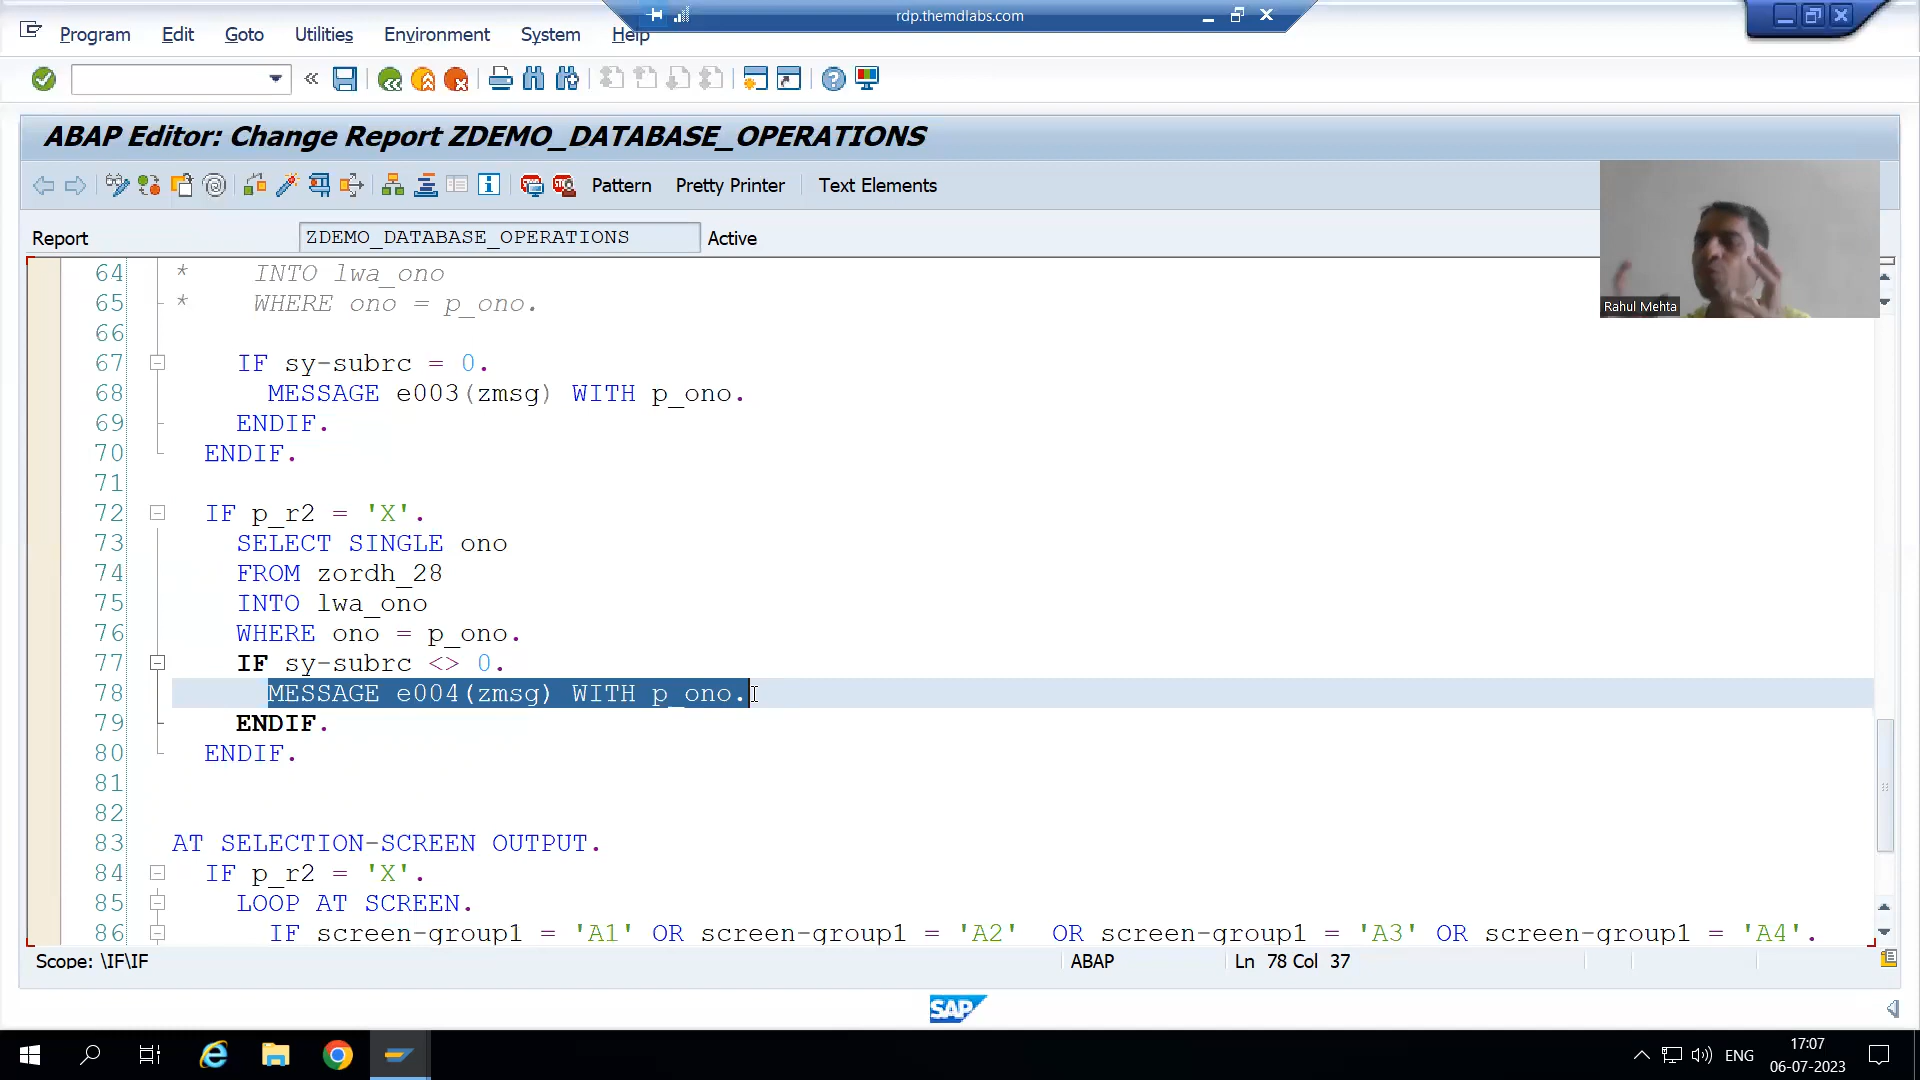 rdp.themdlabs.com
Program Edit Goto Utilities Environment System Help
ABAP Editor: Change Report ZDEMO_DATABASE_OPERATIONS
Pattern Pretty Printer Text Elements
Report ZDEMO_DATABASE_OPERATIONS Active
Rahul Mehta
64 * INTO lwa_ono
65 * WHERE ono = p_ono.
66
67 IF sy-subrc = 0.
68 MESSAGE e003(zmsg) WITH p_ono.
69 ENDIF.
70 ENDIF.
71
72 IF p_r2 = 'X'.
73 SELECT SINGLE ono
74 FROM zordh_28
75 INTO lwa_ono
76 WHERE ono = p_ono.
77 IF sy-subrc <> 0.
78 MESSAGE e004(zmsg) WITH p_ono.
79 ENDIF.
80 ENDIF.
81
82
83 AT SELECTION-SCREEN OUTPUT.
84 IF p_r2 = 'X'.
85 LOOP AT SCREEN.
86 IF screen-group1 = 'A1' OR screen-group1 = 'A2' OR screen-group1 = 'A3' OR screen-group1 = 'A4'.
Scope: \IF\IF ABAP Ln 78 Col 37
SAP
ENG
17:07
06-07-2023